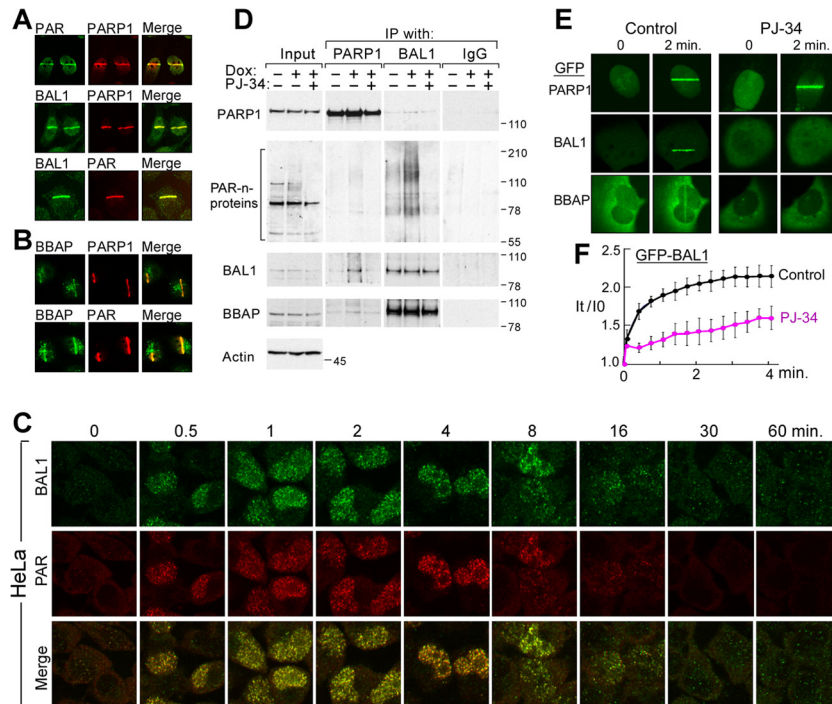 A
PAR PARP1 Merge
BAL1 PARP1 Merge
BAL1 PAR Merge
B
BBAP PARP1 Merge
BBAP PAR Merge
D
IP with:
Input PARP1 BAL1 IgG
Dox: – + + – + + – + + – + +
PJ-34: + + + +
PARP1
110
PAR-n-
proteins
210
110
78
55
BAL1
110
78
BBAP
110
78
Actin
45
E
Control PJ-34
0 2 min. 0 2 min.
GFP
PARP1
BAL1
BBAP
F
GFP-BAL1
2.5
2.0
1.5
1.0
It/I0
Control
PJ-34
0 2 4 min.
C
0 0.5 1 2 4 8 16 30 60 min.
HeLa
BAL1
PAR
Merge